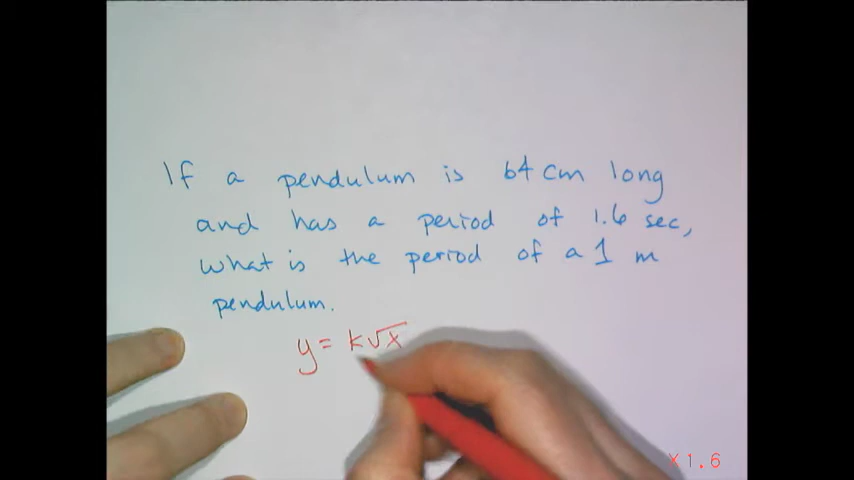 If a pendulum is 64 cm long
and has a period of 1.6 sec,
what is the period of a 1 m
pendulum.
y = k√x
×1.6